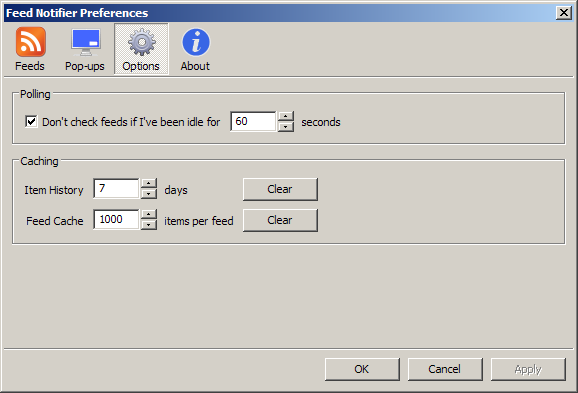 Feed Notifier Preferences
Feeds Pop-ups Options About
Polling
Don't check feeds if I've been idle for 60 seconds
Caching
Item History 7 days Clear
Feed Cache 1000 items per feed Clear
OK Cancel Apply